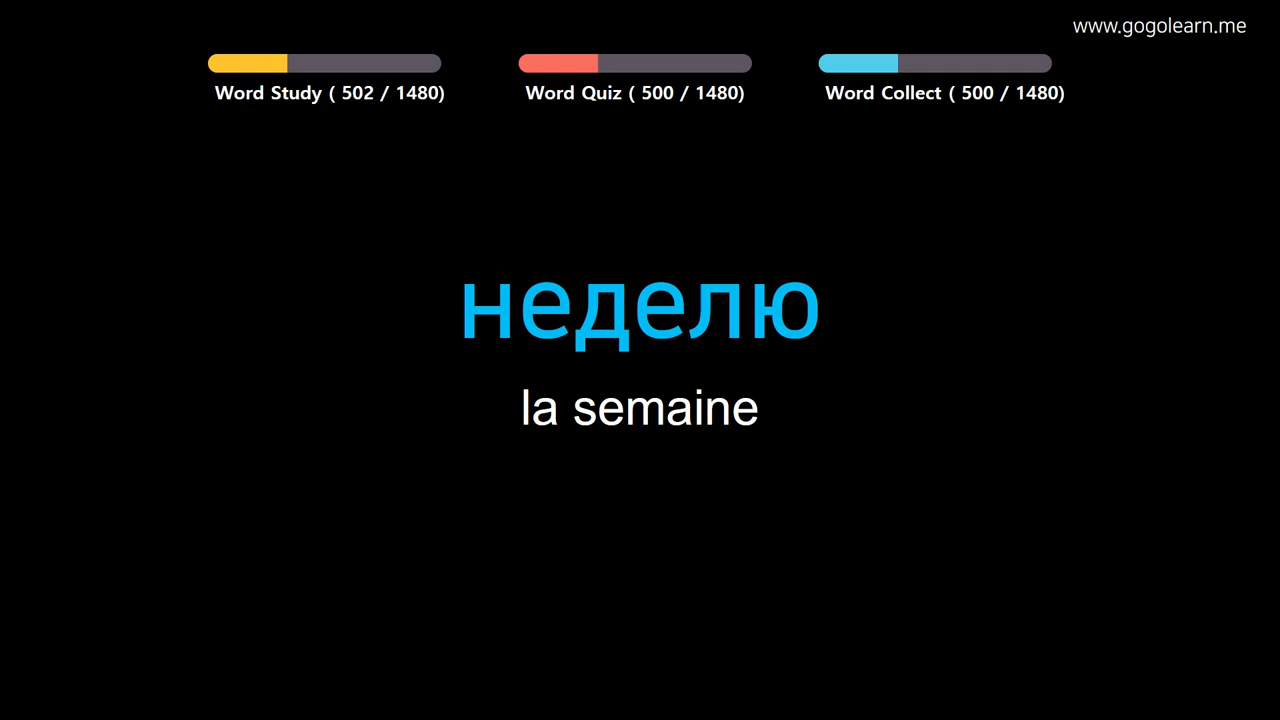 www.gogolearn.me
Word Study ( 502 / 1480)
Word Quiz ( 500 / 1480)
Word Collect ( 500 / 1480)
неделю
la semaine